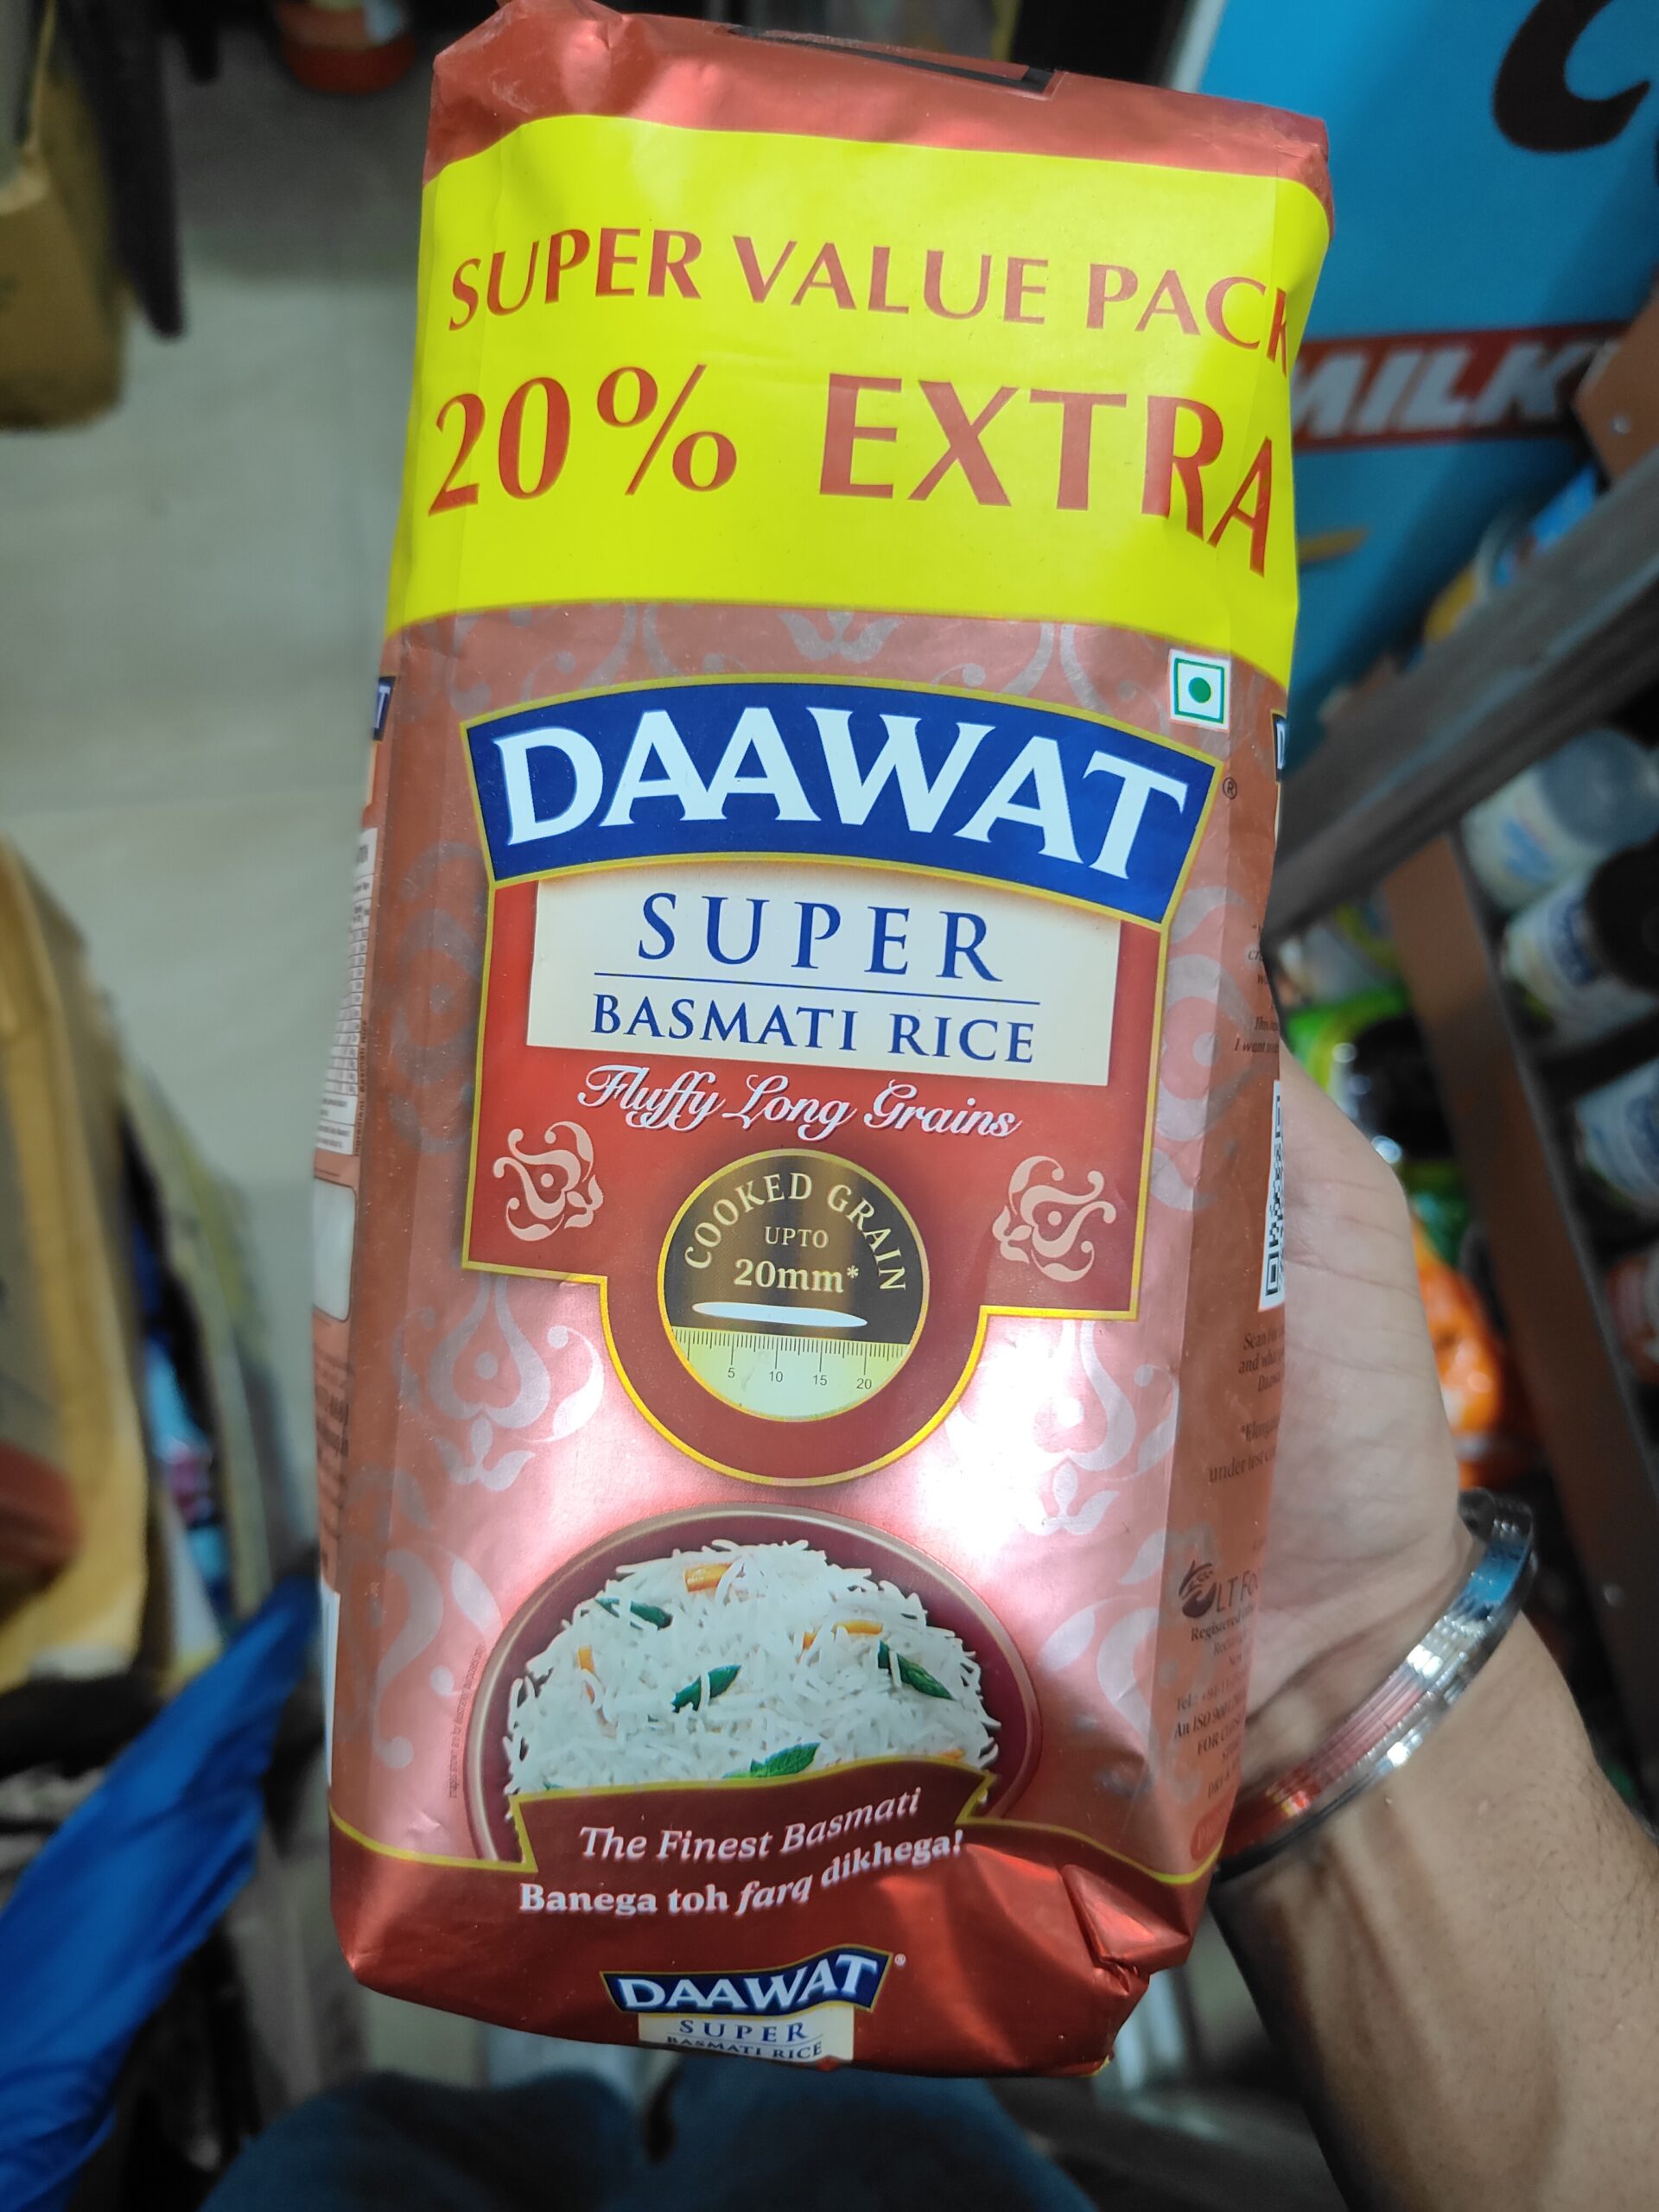 SUPER VALUE PACK
20% EXTRA
MILK
DAAWAT®
SUPER
BASMATI RICE
Fluffy Long Grains
COOKED GRAIN
UPTO
20mm*
5 10 15 20
The Finest Basmati
Banega toh farq dikhega!
DAAWAT®
SUPER
BASMATI RICE